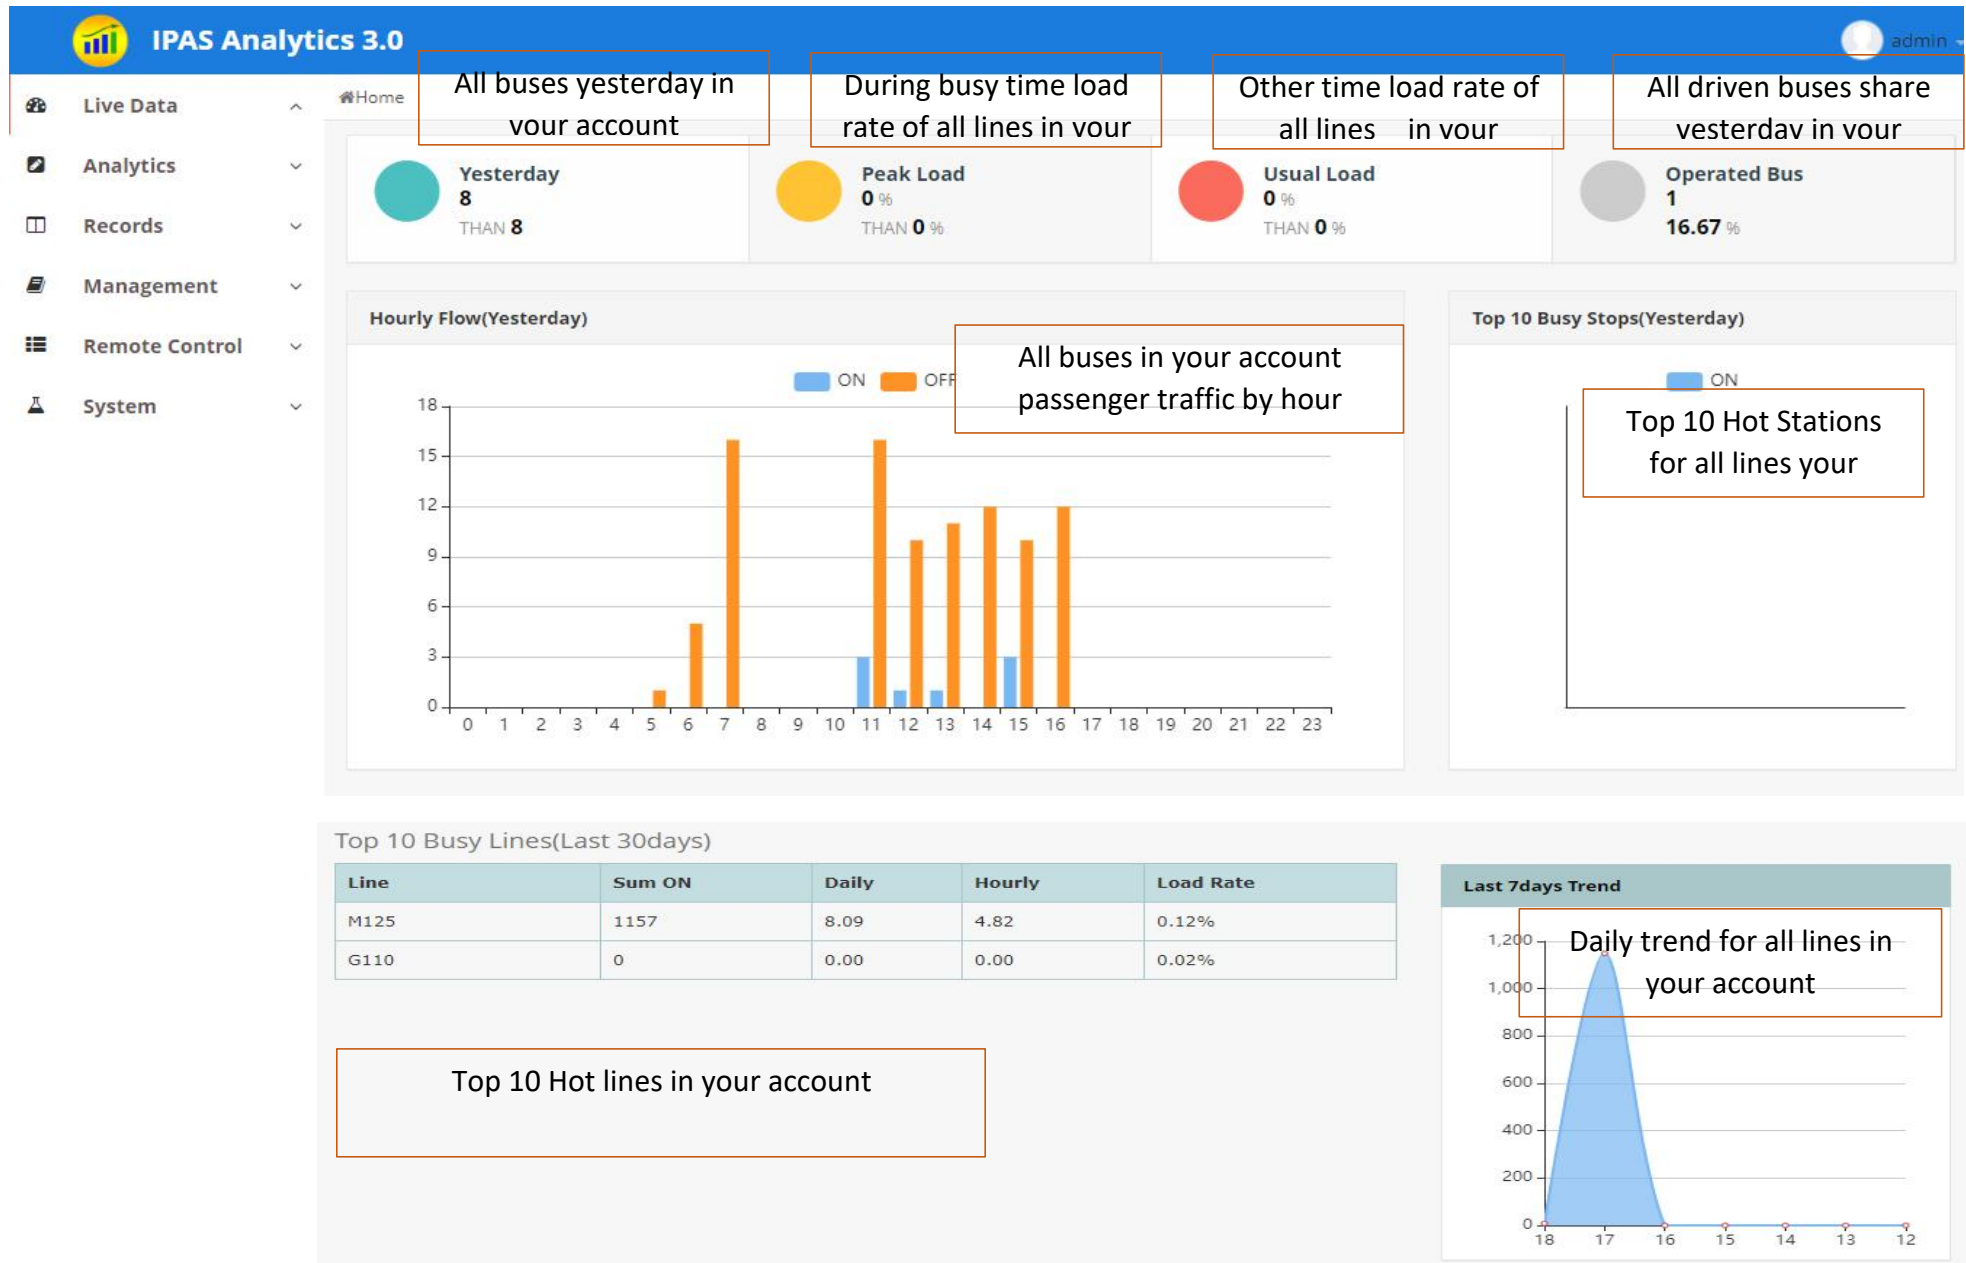 IPAS Analytics 3.0
admin
Live Data
Analytics
Records
Management
Remote Control
System
Home
All buses yesterday in
your account
During busy time load
rate of all lines in your
Other time load rate of
all lines in your
All driven buses share
yesterday in your
Yesterday
8
THAN 8
Peak Load
0 %
THAN 0 %
Usual Load
0 %
THAN 0 %
Operated Bus
1
16.67 %
Hourly Flow(Yesterday)
ON OFF
All buses in your account
passenger traffic by hour
18
15
12
9
6
3
0
0 1 2 3 4 5 6 7 8 9 10 11 12 13 14 15 16 17 18 19 20 21 22 23
Top 10 Busy Stops(Yesterday)
ON
Top 10 Hot Stations
for all lines your
Top 10 Busy Lines(Last 30days)
Line Sum ON Daily Hourly Load Rate
M125 1157 8.09 4.82 0.12%
G110 0 0.00 0.00 0.02%
Top 10 Hot lines in your account
Last 7days Trend
Daily trend for all lines in
your account
1,200
1,000
800
600
400
200
0
18 17 16 15 14 13 12